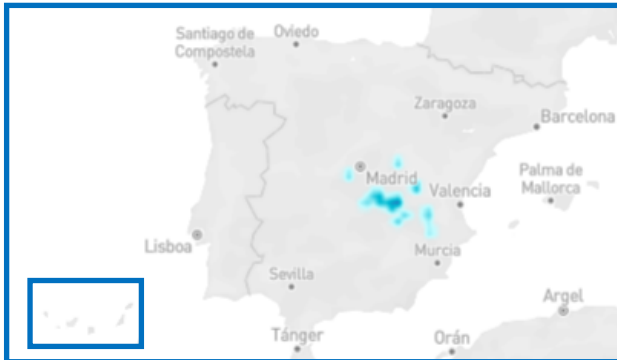 Oviedo
Santiago de
Compostela
Zaragoza
Barcelona
Madrid
Palma de
Mallorca
Valencia
Lisboa
Murcia
Sevilla
Argel
Tánger
Orán